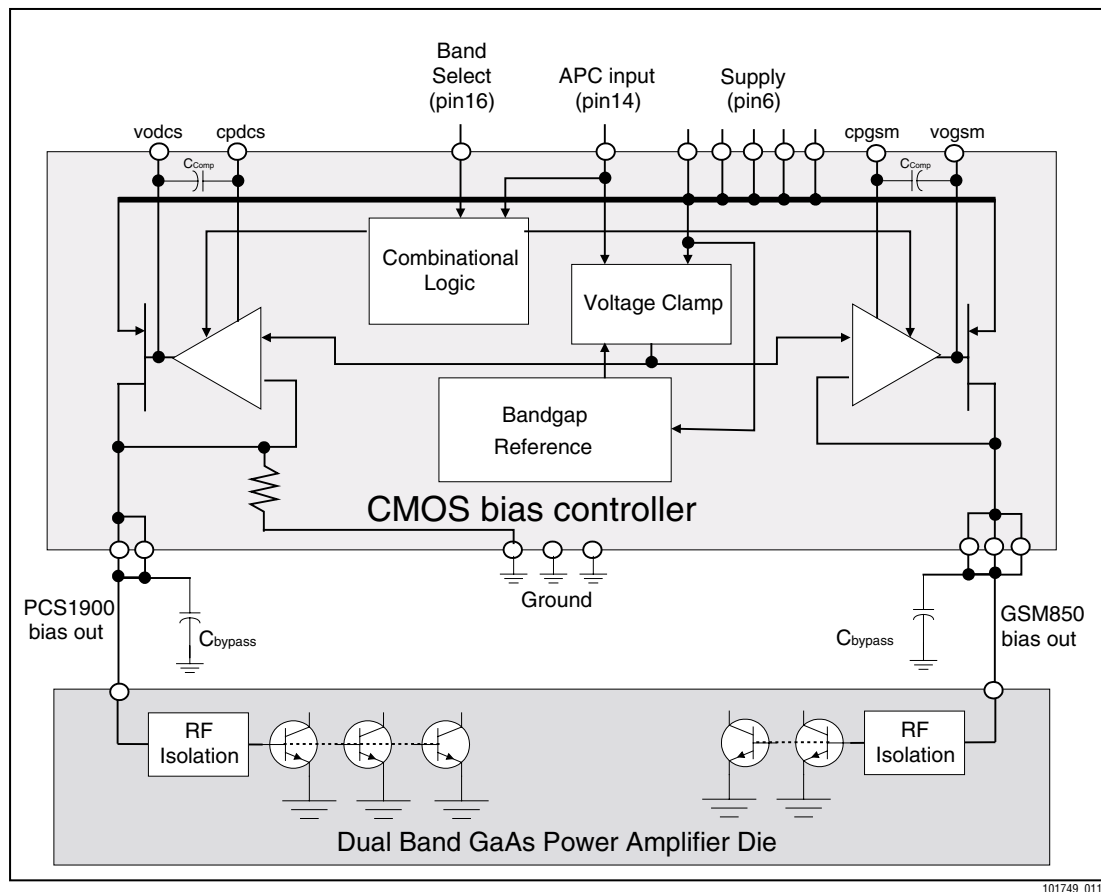 Band
Select
(pin16)
APC input
(pin14)
Supply
(pin6)
vodcs
cpdcs
cpgsm
vogsm
CComp
CComp
Combinational
Logic
Voltage Clamp
Bandgap
Reference
CMOS bias controller
Ground
PCS1900
bias out
Cbypass
Cbypass
GSM850
bias out
RF
Isolation
RF
Isolation
Dual Band GaAs Power Amplifier Die
101749_011